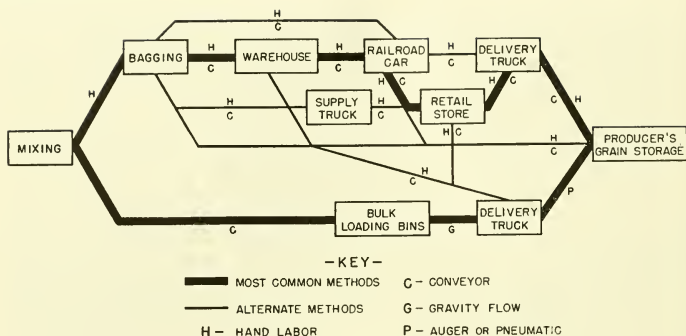 H
C
BAGGING
H
C
WAREHOUSE
H
C
RAILROAD
CAR
H
C
DELIVERY
TRUCK
H
C
H
C
H
C
H
H
C
SUPPLY
TRUCK
H
C
RETAIL
STORE
C
H
MIXING
H
C
H
C
PRODUCER'S
GRAIN STORAGE
H
C
P
C
BULK
LOADING BINS
G
DELIVERY
TRUCK
—KEY—
MOST COMMON METHODS
C- CONVEYOR
ALTERNATE METHODS
G- GRAVITY FLOW
H- HAND LABOR
P- AUGER OR PNEUMATIC